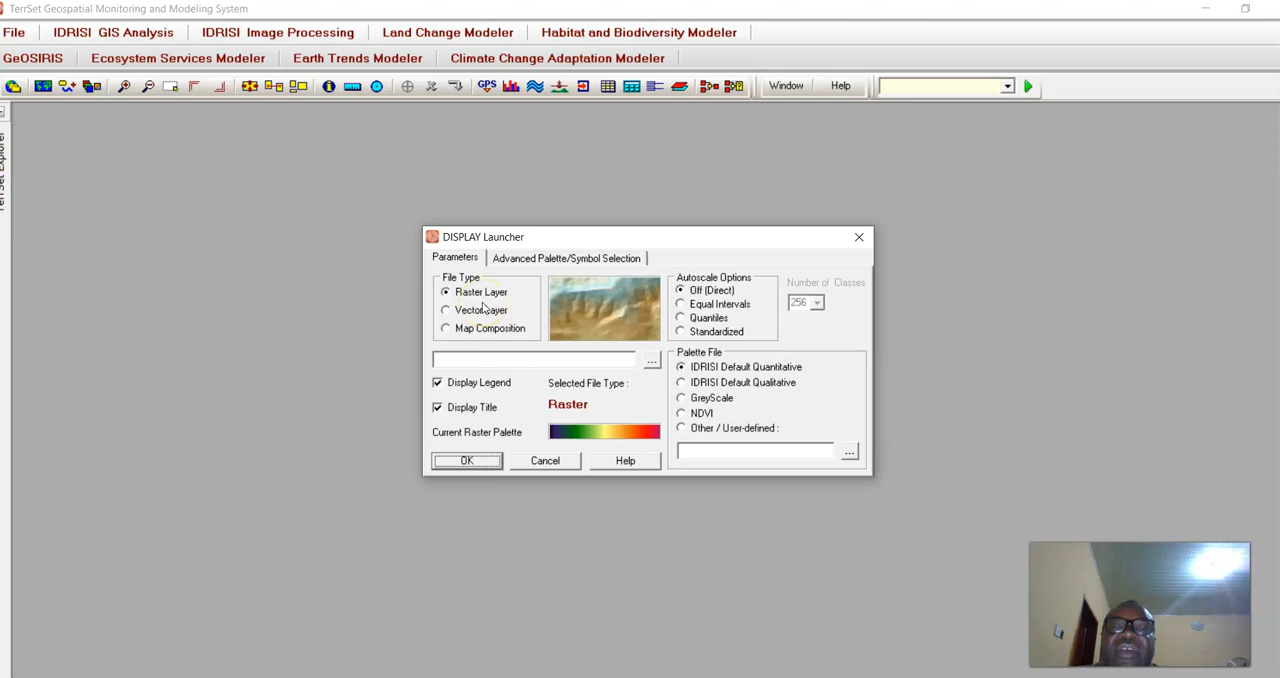 TerrSet Geospatial Monitoring and Modeling System
File IDRISI GIS Analysis IDRISI Image Processing Land Change Modeler Habitat and Biodiversity Modeler
GeOSIRIS Ecosystem Services Modeler Earth Trends Modeler Climate Change Adaptation Modeler
GPS Window Help
TerrSet Explorer
DISPLAY Launcher
Parameters Advanced Palette/Symbol Selection
File Type
Raster Layer
Vector Layer
Map Composition
Autoscale Options
Off (Direct)
Equal Intervals
Quantiles
Standardized
Number of Classes
256
...
Display Legend
Display Title
Current Raster Palette
Selected File Type :
Raster
Palette File
IDRISI Default Quantitative
IDRISI Default Qualitative
GreyScale
NDVI
Other / User-defined :
...
OK Cancel Help